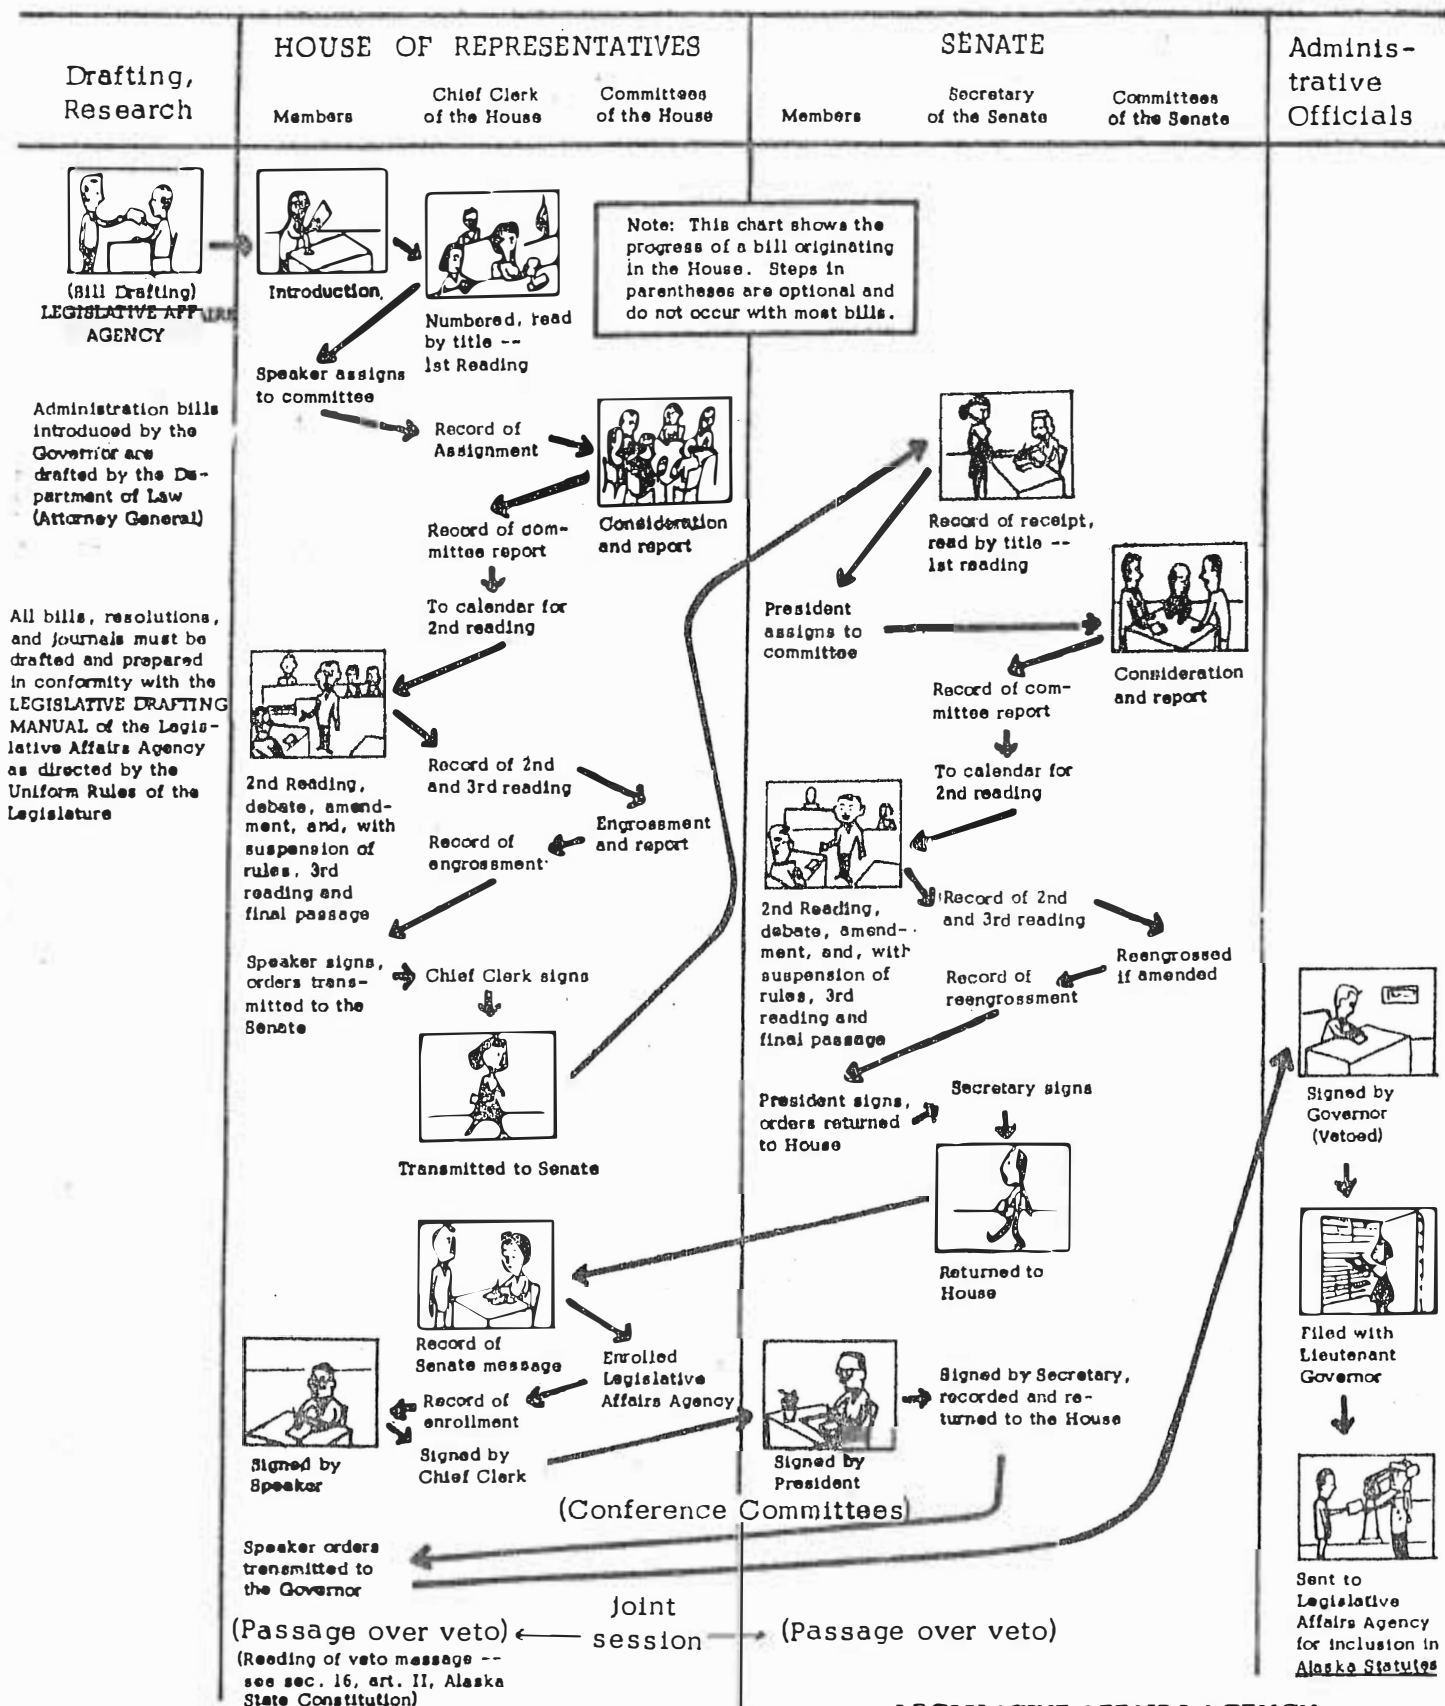 Drafting,
Research
HOUSE OF REPRESENTATIVES
Members
Chief Clerk
of the House
Committees
of the House
SENATE
Members
Secretary
of the Senate
Committees
of the Senate
Adminis-
trative
Officials
(Bill Drafting)
LEGISLATIVE AFFAIRS
AGENCY
Administration bills
introduced by the
Governor are
drafted by the De-
partment of Law
(Attorney General)
All bills, resolutions,
and journals must be
drafted and prepared
in conformity with the
LEGISLATIVE DRAFTING
MANUAL of the Legis-
lative Affairs Agency
as directed by the
Uniform Rules of the
Legislature
Introduction
Numbered, read
by title --
1st Reading
Note: This chart shows the
progress of a bill originating
in the House. Steps in
parentheses are optional and
do not occur with most bills.
Speaker assigns
to committee
Record of
Assignment
Consideration
and report
Record of com-
mittee report
To calendar for
2nd reading
2nd Reading,
debate, amend-
ment, and, with
suspension of
rules, 3rd
reading and
final passage
Record of 2nd
and 3rd reading
Engrossment
and report
Record of
engrossment
Speaker signs,
orders trans-
mitted to the
Senate
Chief Clerk signs
Transmitted to Senate
Record of receipt,
read by title --
1st reading
President
assigns to
committee
Consideration
and report
Record of com-
mittee report
To calendar for
2nd reading
2nd Reading,
debate, amend-
ment, and, with
suspension of
rules, 3rd
reading and
final passage
Record of 2nd
and 3rd reading
Reengrossed
if amended
Record of
reengrossment
President signs,
orders returned
to House
Secretary signs
Returned to
House
Record of
Senate message
Enrolled
Legislative
Affairs Agency
Record of
enrollment
Signed by
Speaker
Signed by
Chief Clerk
Signed by
President
Signed by Secretary,
recorded and re-
turned to the House
(Conference Committees)
Speaker orders
transmitted to
the Governor
Joint
session
(Passage over veto)
(Reading of veto message --
see sec. 16, art. II, Alaska
State Constitution)
(Passage over veto)
Signed by
Governor
(Vetoed)
Filed with
Lieutenant
Governor
Sent to
Legislative
Affairs Agency
for inclusion in
Alaska Statutes
LEGISLATIVE AFFAIRS AGENCY